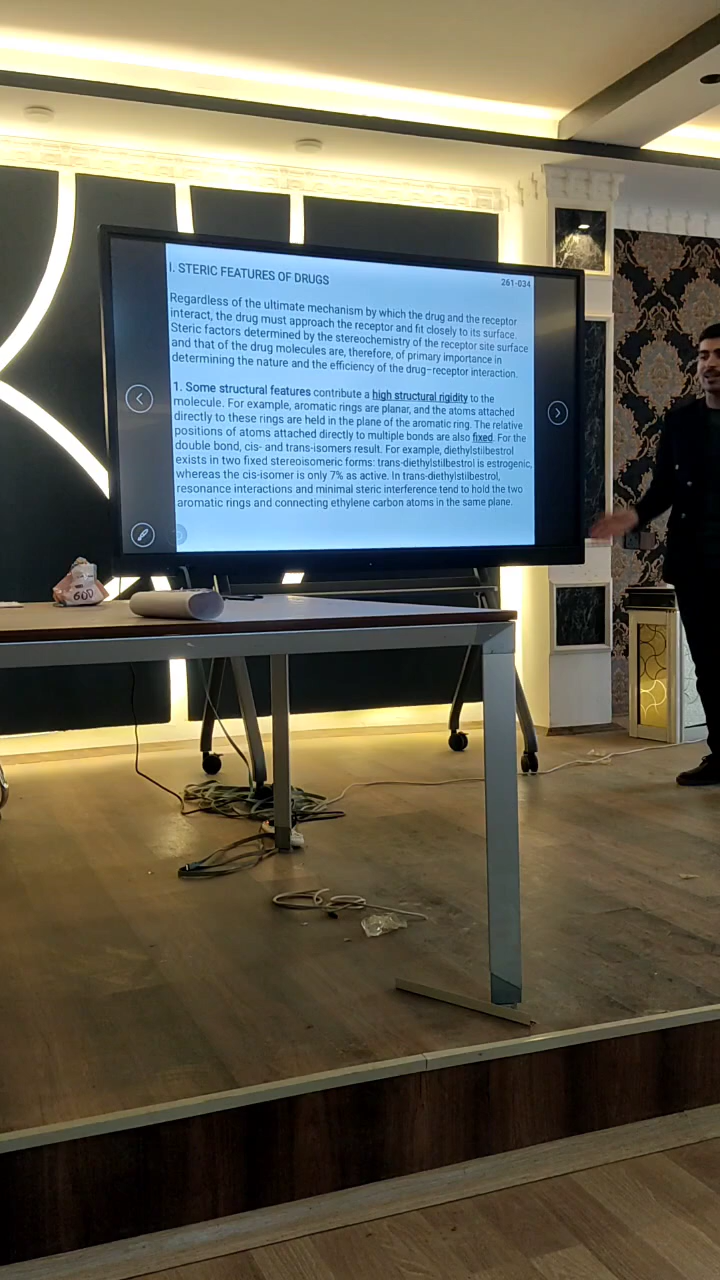 I. STERIC FEATURES OF DRUGS
261-034
Regardless of the ultimate mechanism by which the drug and the receptor
interact, the drug must approach the receptor and fit closely to its surface.
Steric factors determined by the stereochemistry of the receptor site surface
and that of the drug molecules are, therefore, of primary importance in
determining the nature and the efficiency of the drug–receptor interaction.
1. Some structural features contribute a high structural rigidity to the
molecule. For example, aromatic rings are planar, and the atoms attached
directly to these rings are held in the plane of the aromatic ring. The relative
positions of atoms attached directly to multiple bonds are also fixed. For the
double bond, cis- and trans-isomers result. For example, diethylstilbestrol
exists in two fixed stereoisomeric forms: trans-diethylstilbestrol is estrogenic,
whereas the cis-isomer is only 7% as active. In trans-diethylstilbestrol,
resonance interactions and minimal steric interference tend to hold the two
aromatic rings and connecting ethylene carbon atoms in the same plane.
600